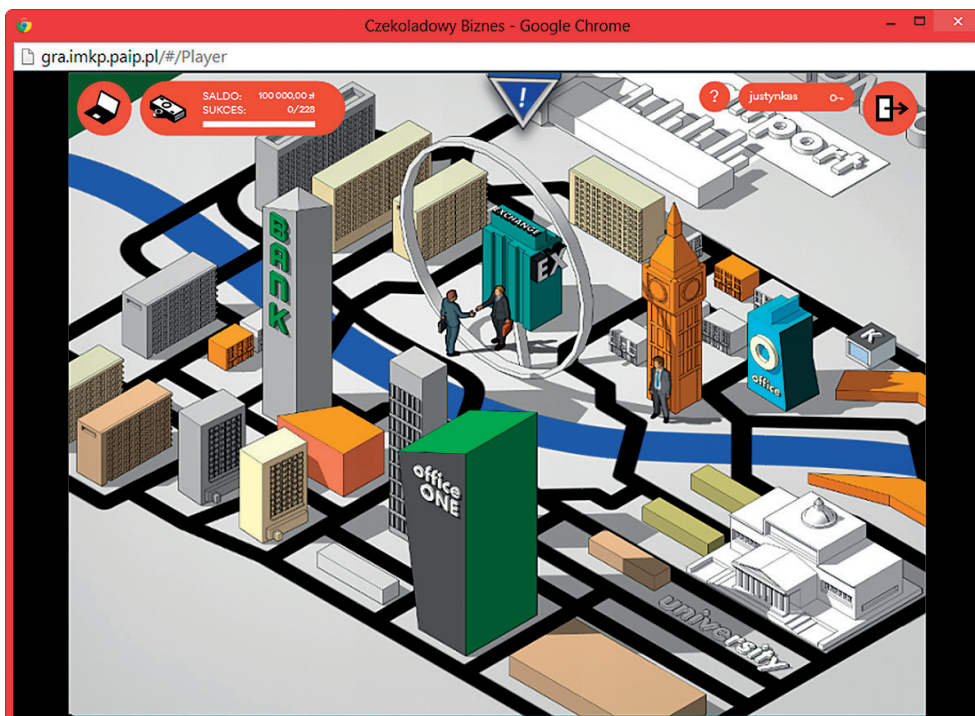 Czekoladowy Biznes - Google Chrome
gra.imkp.paip.pl/#/Player
SALDO: 100 000,00 zł
SUKCES: 0/228
!
?
justynkas
BANK
EXCHANGE
EX
O
office
K
office
ONE
university